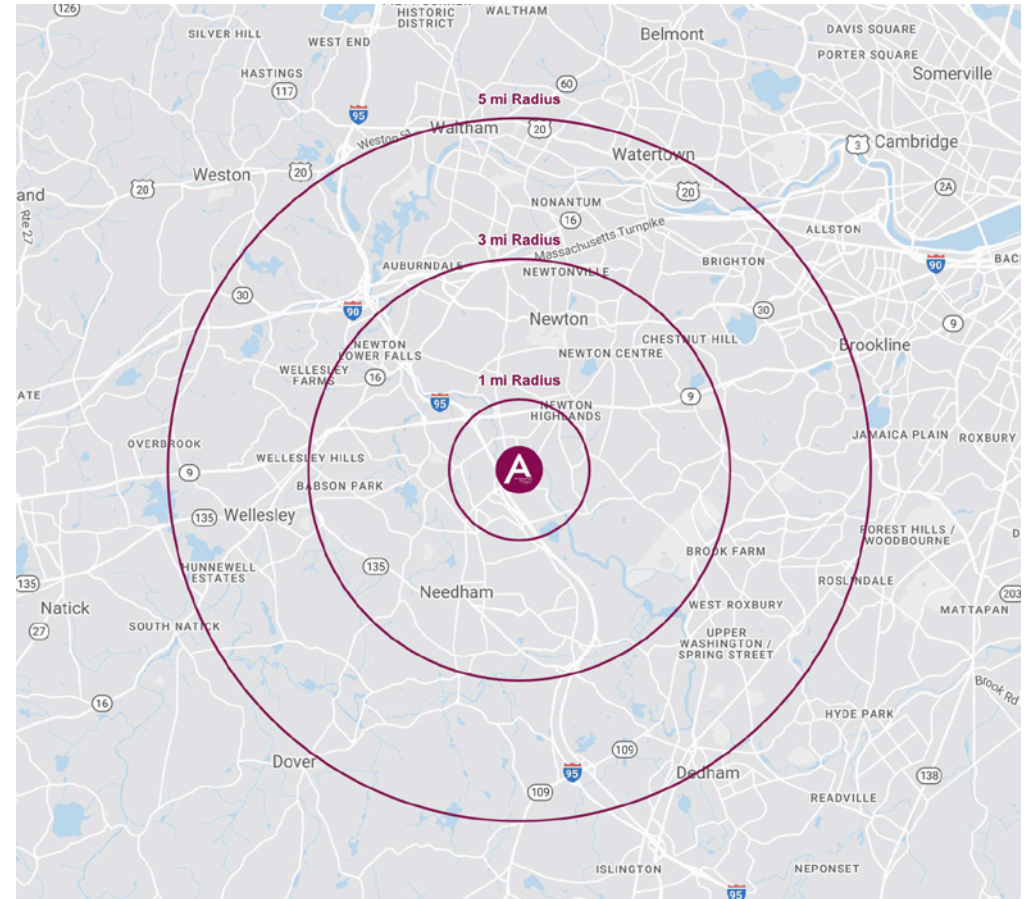 126
HISTORIC
DISTRICT
WALTHAM
SILVER HILL
WEST END
Belmont
DAVIS SQUARE
PORTER SQUARE
Somerville
HASTINGS
117
60
5 mi Radius
95
Weston St
Waltham
20
3
Cambridge
Watertown
Weston
20
20
20
2A
and
Rte 27
NONANTUM
16
ALLSTON
3 mi Radius
Massachusetts Turnpike
AUBURNDALE
NEWTONVILLE
BRIGHTON
90
BAC
30
90
30
Newton
9
NEWTON
LOWER FALLS
CHESTNUT HILL
Brookline
NEWTON CENTRE
WELLESLEY
FARMS
16
1 mi Radius
ATE
95
9
NEWTON
HIGHLANDS
OVERBROOK
JAMAICA PLAIN
ROXBURY
WELLESLEY HILLS
9
A
BABSON PARK
135
Wellesley
FOREST HILLS /
WOODBOURNE
D
BROOK FARM
HUNNEWELL
ESTATES
135
135
ROSLINDALE
Needham
203
Natick
WEST ROXBURY
MATTAPAN
27
SOUTH NATICK
UPPER
WASHINGTON /
SPRING STREET
Brook Rd
16
HYDE PARK
109
Dover
95
Dedham
138
109
READVILLE
ISLINGTON
NEPONSET
95